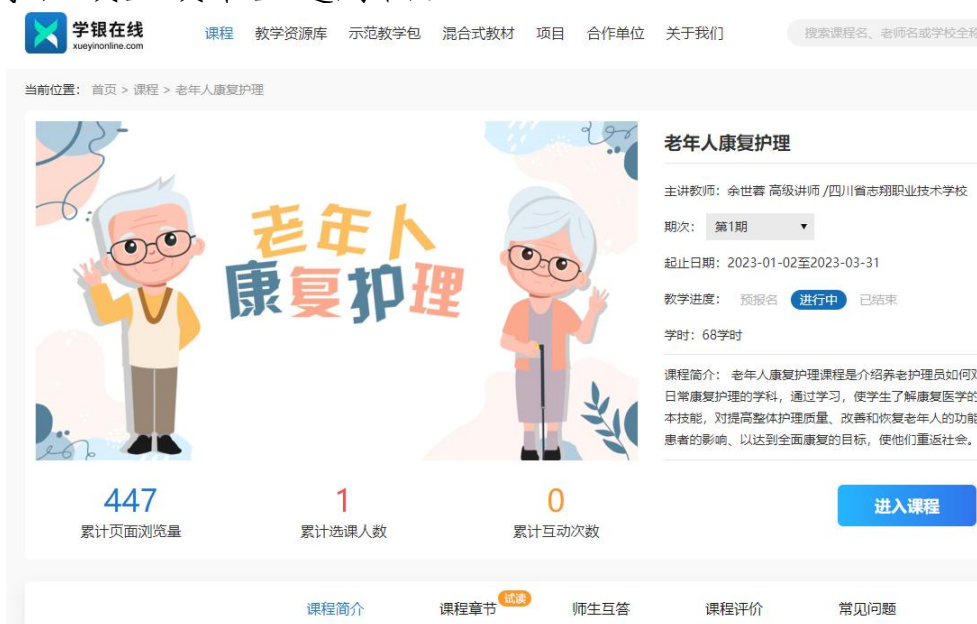 学银在线
xueyinonline.com
课程 教学资源库 示范教学包 混合式教材 项目 合作单位 关于我们
搜索课程名、老师名或学校全称
当前位置： 首页 > 课程 > 老年人康复护理
老年人
康复护理
老年人康复护理
主讲教师：余世蓉 高级讲师 /四川省志翔职业技术学校
期次： 第1期
起止日期：2023-01-02至2023-03-31
教学进度： 预报名 进行中 已结束
学时：68学时
课程简介： 老年人康复护理课程是介绍养老护理员如何对
日常康复护理的学科，通过学习，使学生了解康复医学的
本技能，对提高整体护理质量、改善和恢复老年人的功能
患者的影响、以达到全面康复的目标，使他们重返社会。
447
累计页面浏览量
1
累计选课人数
0
累计互动次数
进入课程
课程简介 课程章节 试读 师生互答 课程评价 常见问题